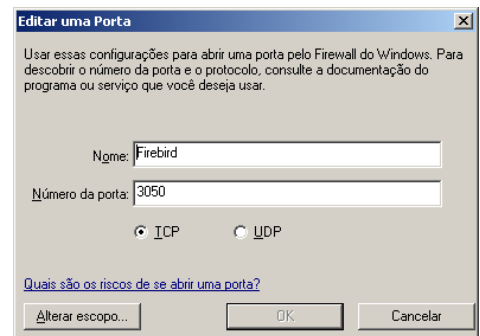 Editar uma Porta
Usar essas configurações para abrir uma porta pelo Firewall do Windows. Para
descobrir o número da porta e o protocolo, consulte a documentação do
programa ou serviço que você deseja usar.
Nome: Firebird
Número da porta: 3050
TCP UDP
Quais são os riscos de se abrir uma porta?
Alterar escopo... OK Cancelar